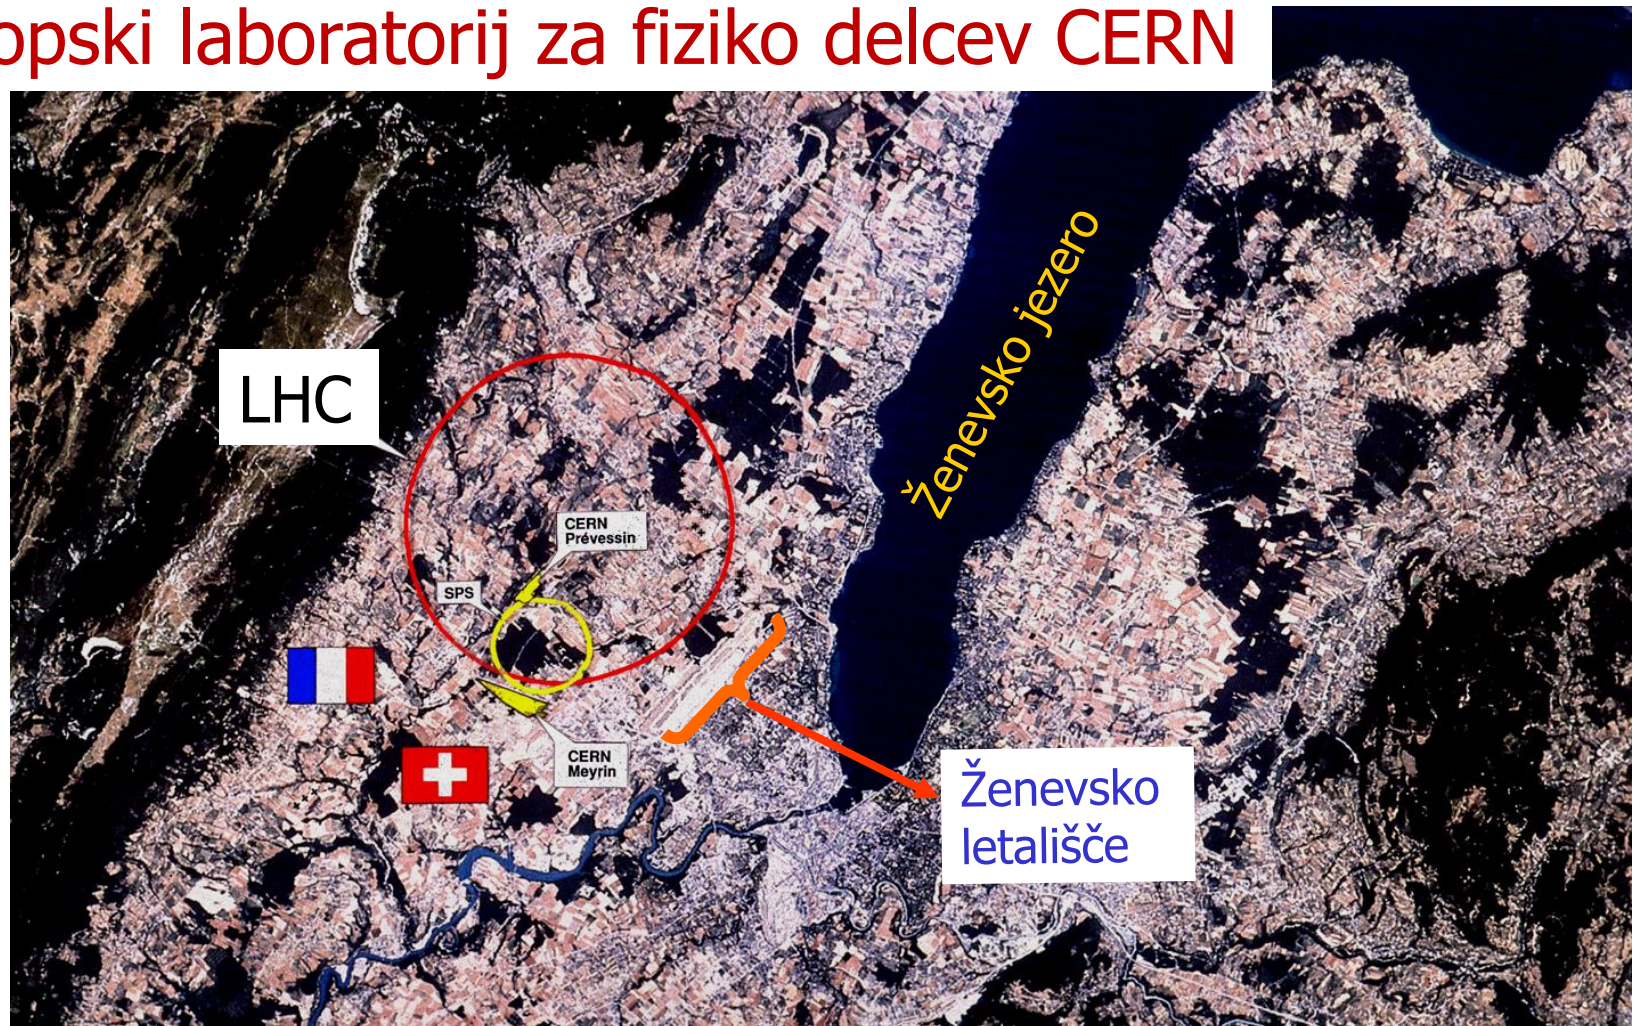 opski laboratorij za fiziko delcev CERN
Ženevsko jezero
LHC
CERN
Prévessin
SPS
CERN
Meyrin
Ženevsko
letališče